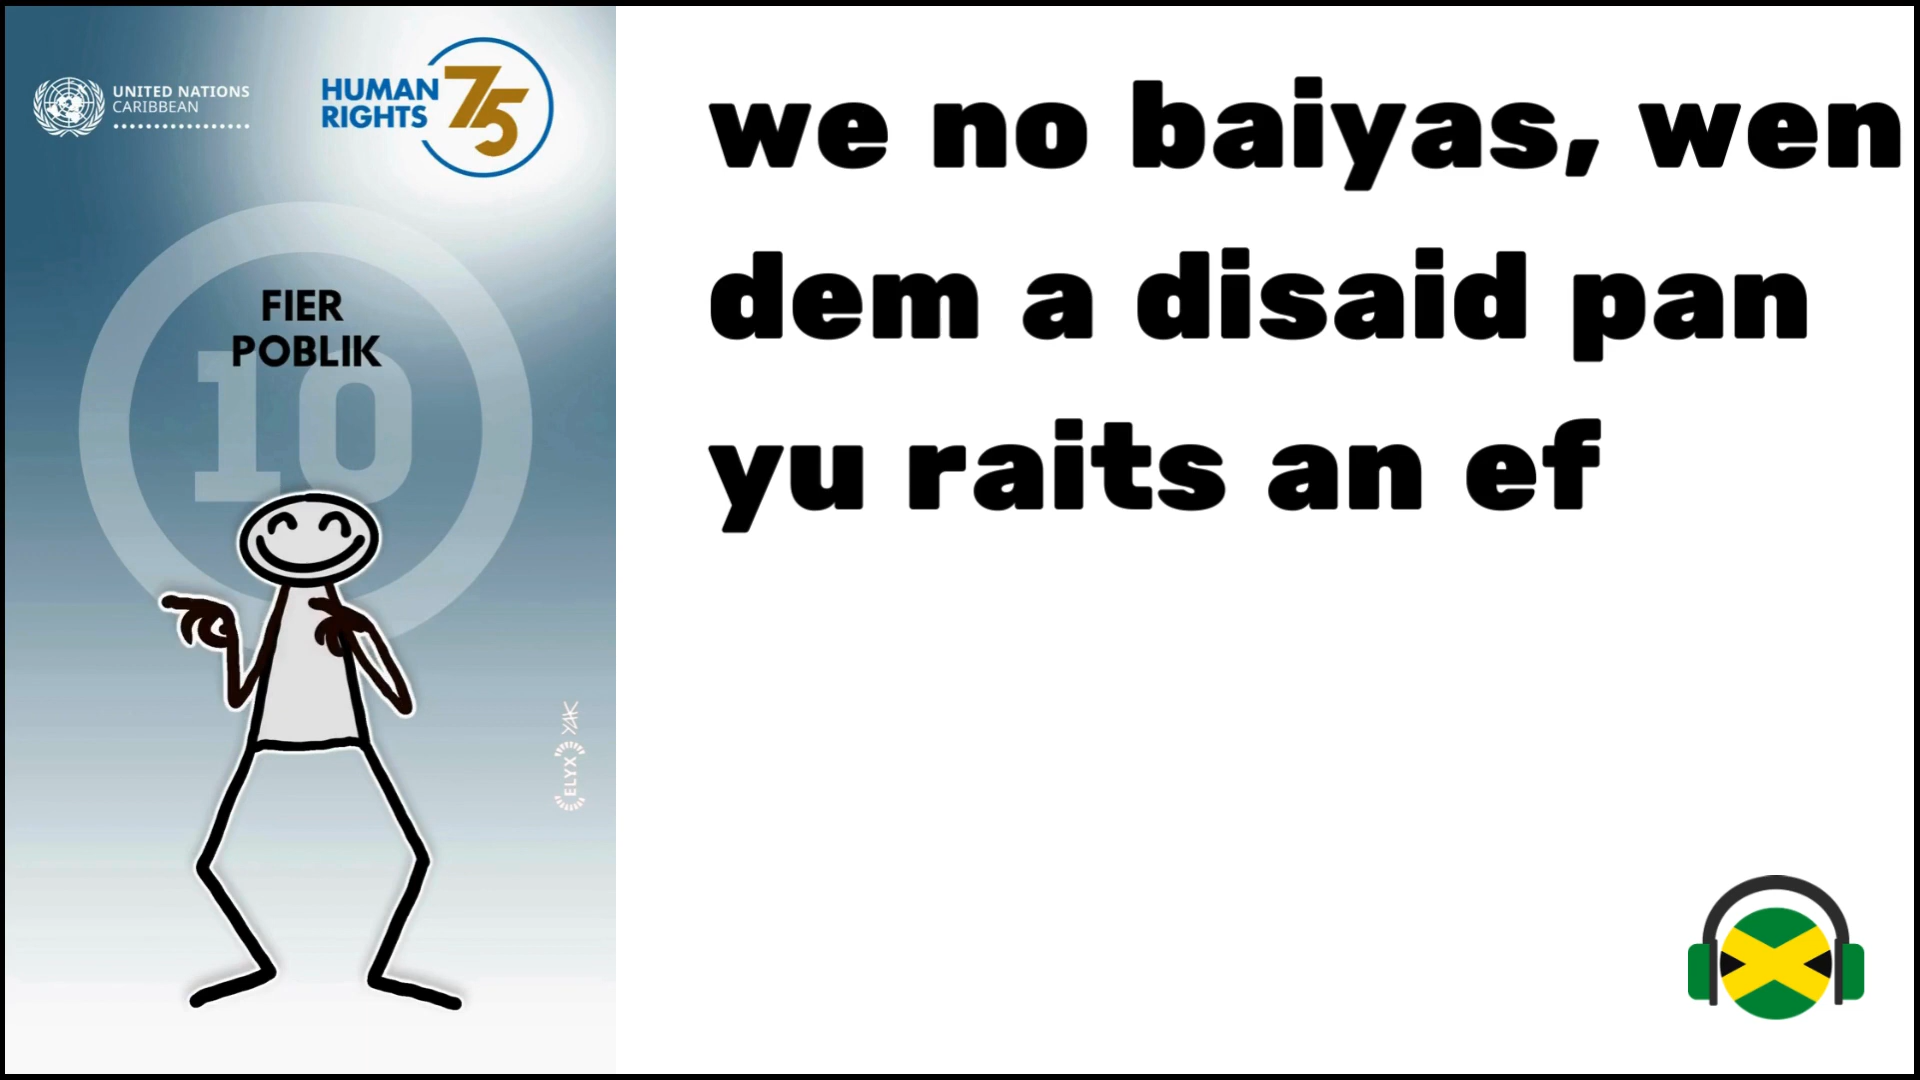 UNITED NATIONS
CARIBBEAN
HUMAN
RIGHTS
75
FIER
POBLIK
10
ELYX YAK
we no baiyas, wen
dem a disaid pan
yu raits an ef